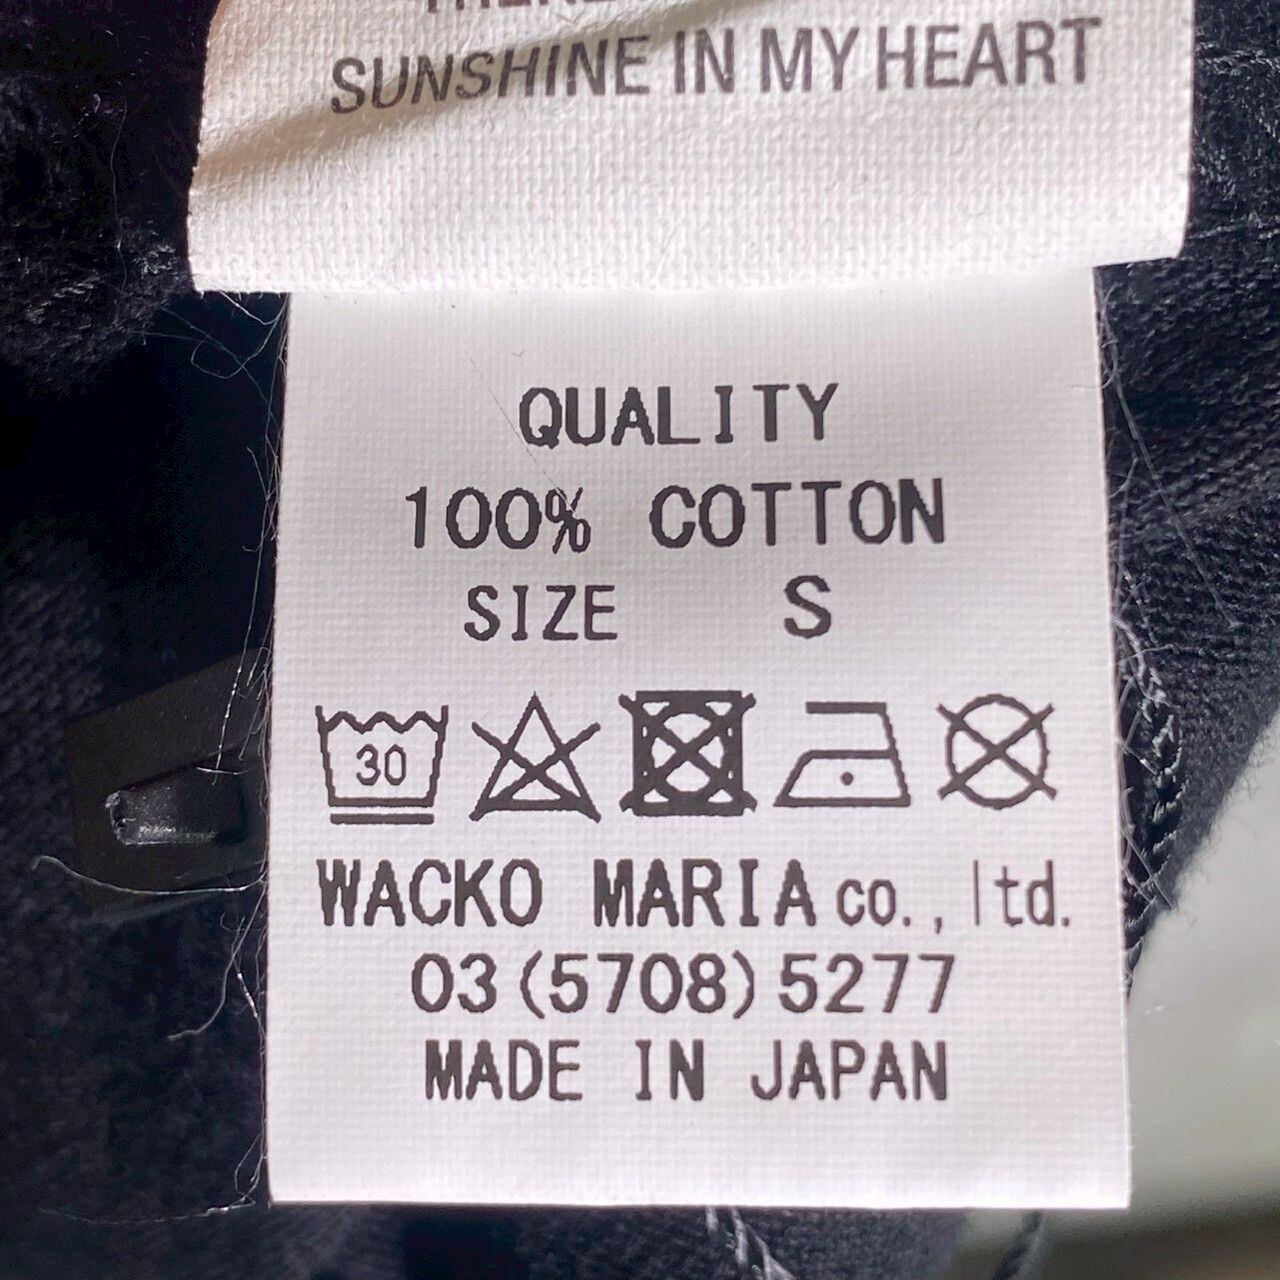 SUNSHINE IN MY HEART
QUALITY
100% COTTON
SIZE S
30
WACKO MARIA co., ltd.
03(5708)5277
MADE IN JAPAN